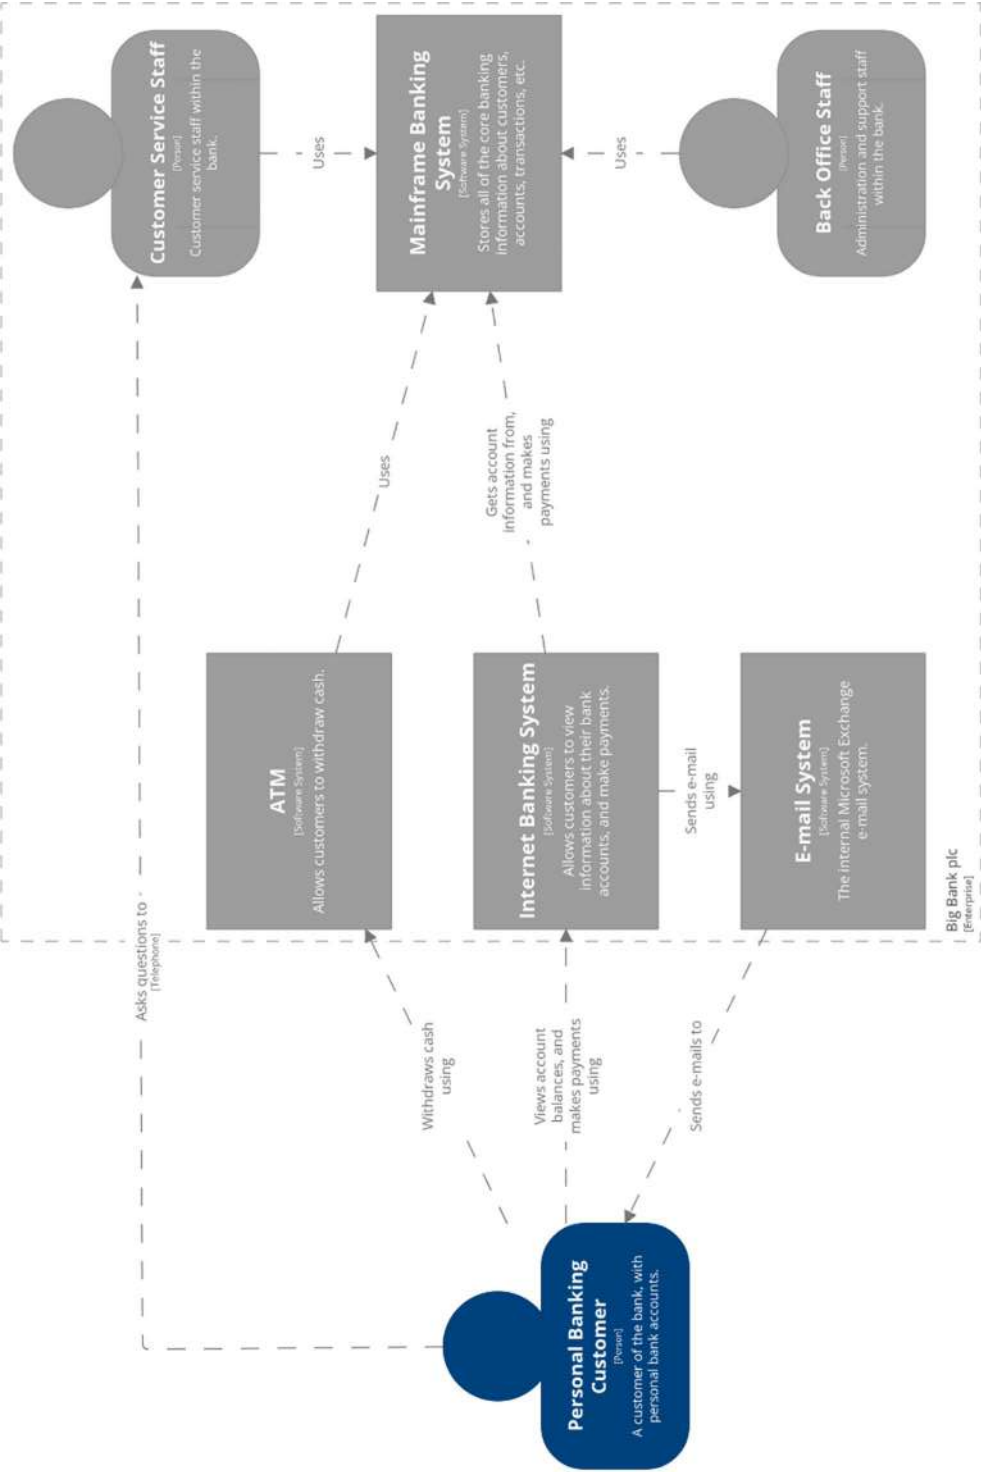 Personal Banking
Customer
[Person]
A customer of the bank, with
personal bank accounts.
Asks questions to
[Telephone]
Withdraws cash
using
Views account
balances, and
makes payments
using
Sends e-mails to
ATM
[Software System]
Allows customers to withdraw cash.
Internet Banking System
[Software System]
Allows customers to view
information about their bank
accounts, and make payments.
Sends e-mail
using
E-mail System
[Software System]
The internal Microsoft Exchange
e-mail system.
Uses
Gets account
information from,
and makes
payments using
Customer Service Staff
[Person]
Customer service staff within the
bank.
Uses
Mainframe Banking
System
[Software System]
Stores all of the core banking
information about customers,
accounts, transactions, etc.
Uses
Back Office Staff
[Person]
Administration and support staff
within the bank.
Big Bank plc
[Enterprise]